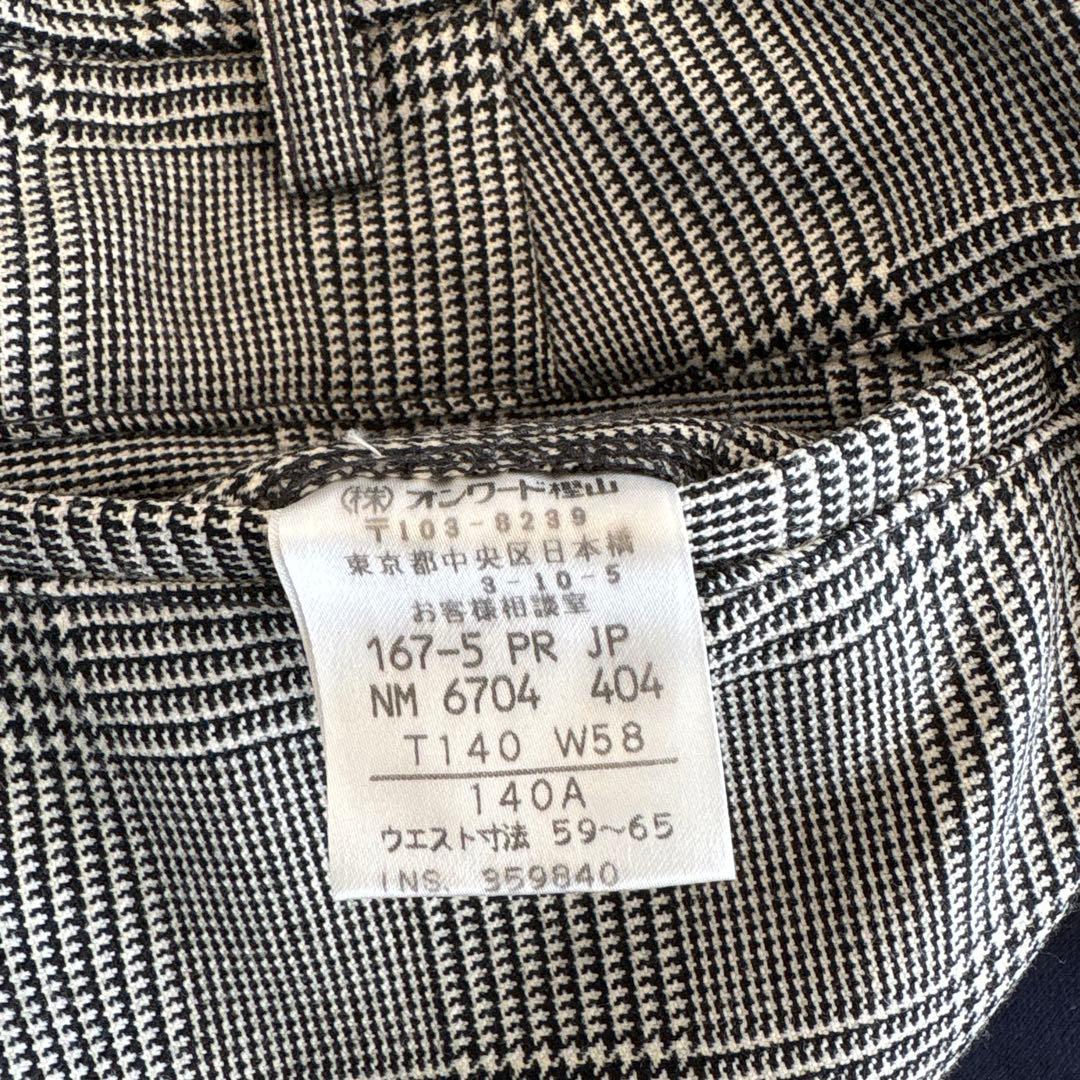 (株)オンワード樫山
〒103-8239
東京都中央区日本橋
3-10-5
お客様相談室
167-5 PR JP
NM 6704 404
T140 W58
140A
ウエスト寸法 59~65
INS. 359840